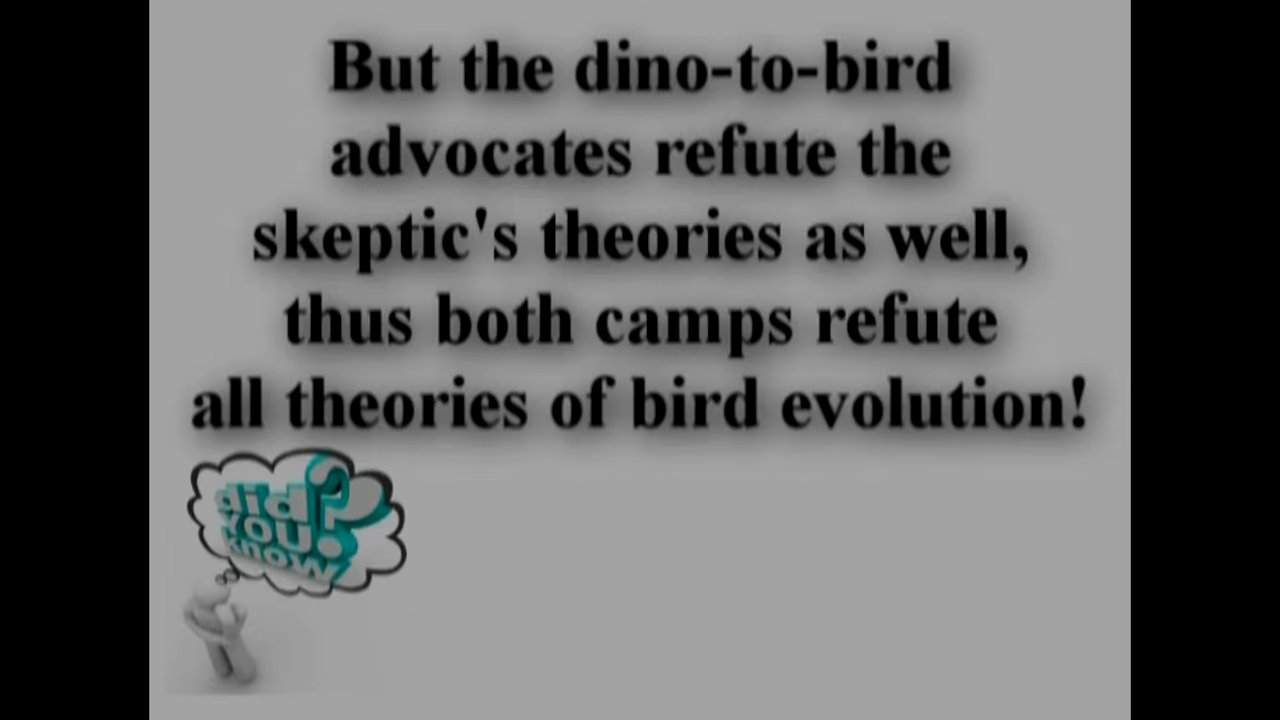 But the dino-to-bird
advocates refute the
skeptic's theories as well,
thus both camps refute
all theories of bird evolution!
did
YOU
know?